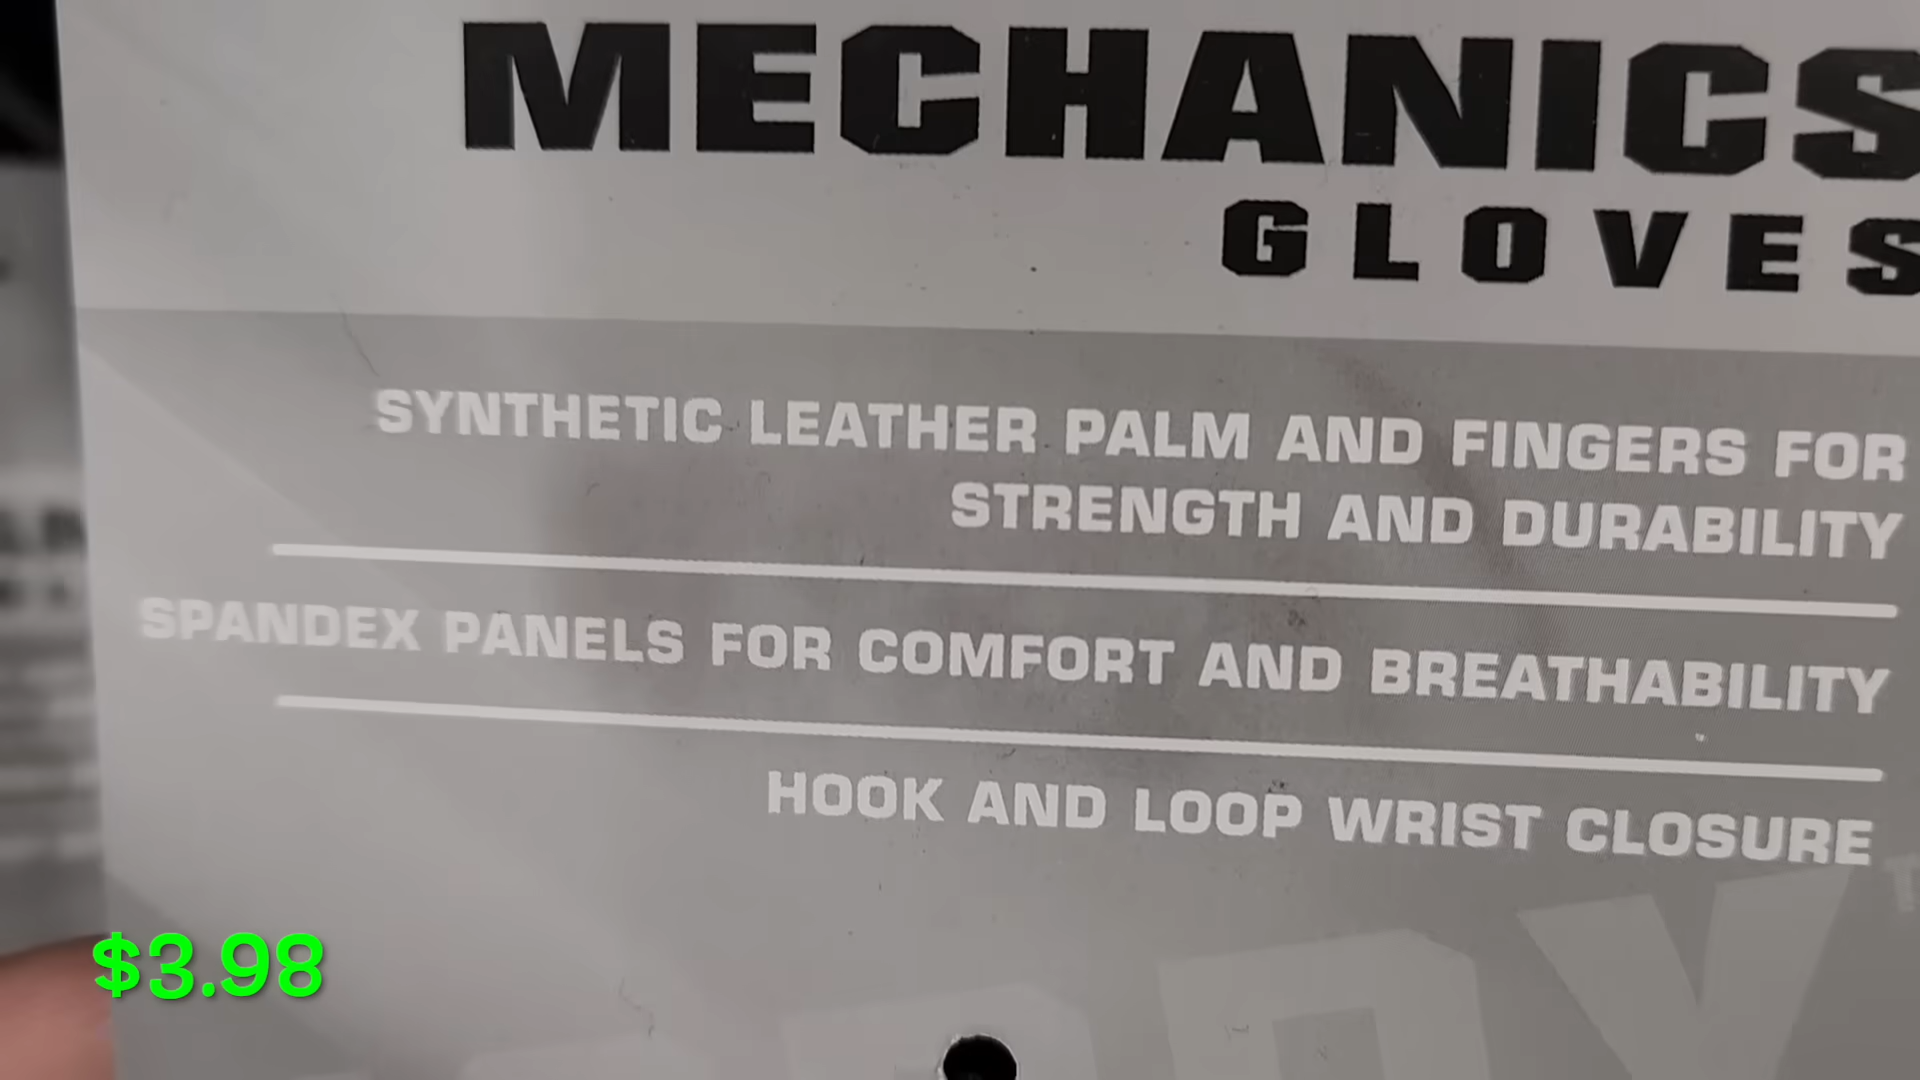 MECHANICS
GLOVES
SYNTHETIC LEATHER PALM AND FINGERS FOR
STRENGTH AND DURABILITY
SPANDEX PANELS FOR COMFORT AND BREATHABILITY
HOOK AND LOOP WRIST CLOSURE
$3.98